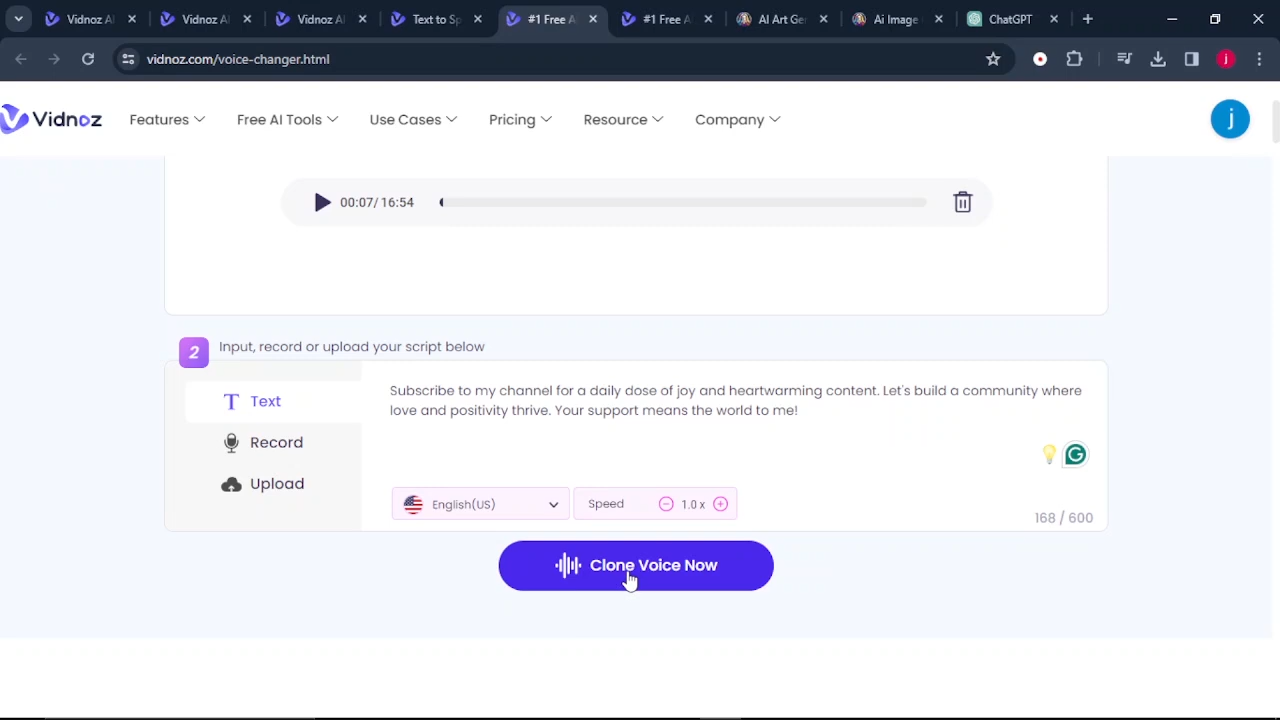 Vidnoz AI
Vidnoz AI
Vidnoz AI
Text to Sp
#1 Free A
#1 Free A
AI Art Ge
Ai Image
ChatGPT
vidnoz.com/voice-changer.html
j
Vidnoz
Features
Free AI Tools
Use Cases
Pricing
Resource
Company
j
00:07/ 16:54
2
Input, record or upload your script below
T Text
Subscribe to my channel for a daily dose of joy and heartwarming content. Let's build a community where
love and positivity thrive. Your support means the world to me!
Record
Upload
English(US)
Speed
1.0 x
168 / 600
Clone Voice Now